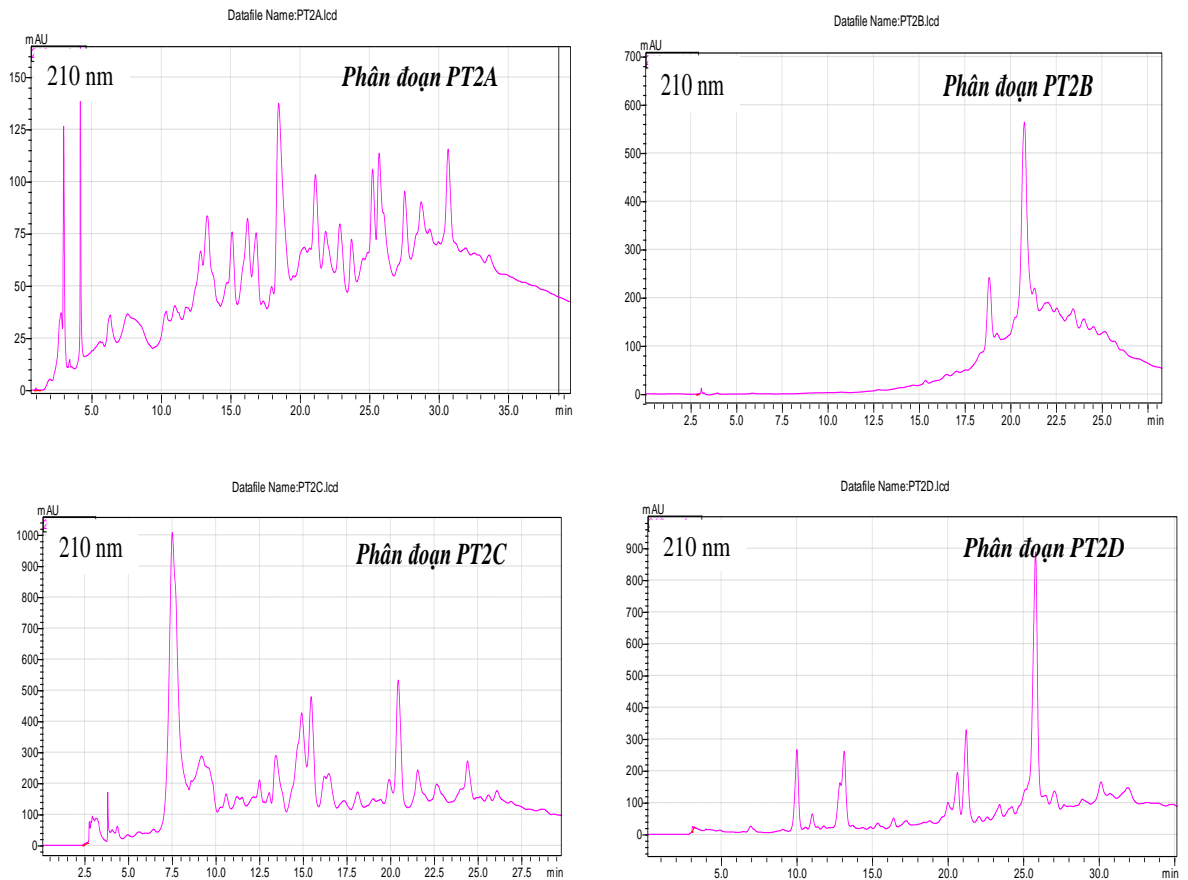 Datafile Name:PT2A.lcd
mAU
210 nm
Phân đoạn PT2A
150
125
100
75
50
25
0
5.0 10.0 15.0 20.0 25.0 30.0 35.0 min
Datafile Name:PT2B.lcd
mAU
210 nm
Phân đoạn PT2B
700
600
500
400
300
200
100
0
2.5 5.0 7.5 10.0 12.5 15.0 17.5 20.0 22.5 25.0 min
Datafile Name:PT2C.lcd
mAU
210 nm
Phân đoạn PT2C
1000
900
800
700
600
500
400
300
200
100
0
2.5 5.0 7.5 10.0 12.5 15.0 17.5 20.0 22.5 25.0 27.5 min
Datafile Name:PT2D.lcd
mAU
210 nm
Phân đoạn PT2D
900
800
700
600
500
400
300
200
100
0
5.0 10.0 15.0 20.0 25.0 30.0 min